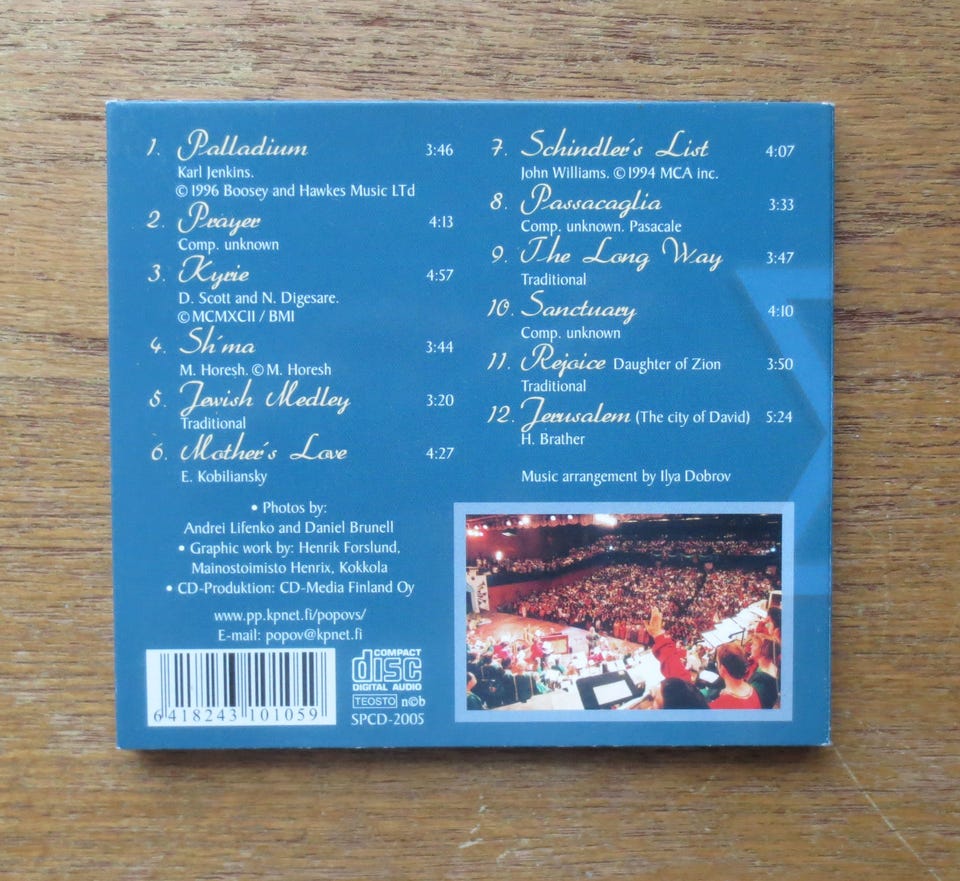 1. Palladium 3:46
Karl Jenkins.
© 1996 Boosey and Hawkes Music LTd
2. Prayer 4:13
Comp. unknown
3. Kyrie 4:57
D. Scott and N. Digesare.
© MCMXCII / BMI
4. Sh'ma 3:44
M. Horesh. © M. Horesh
5. Jewish Medley 3:20
Traditional
6. Mother's Love 4:27
E. Kobiliansky
7. Schindler's List 4:07
John Williams. © 1994 MCA inc.
8. Passacaglia 3:33
Comp. unknown. Pasacale
9. The Long Way 3:47
Traditional
10. Sanctuary 4:10
Comp. unknown
11. Rejoice Daughter of Zion 3:50
Traditional
12. Jerusalem (The city of David) 5:24
H. Brather
Music arrangement by Ilya Dobrov
• Photos by:
Andrei Lifenko and Daniel Brunell
• Graphic work by: Henrik Forslund,
Mainostoimisto Henrix, Kokkola
• CD-Produktion: CD-Media Finland Oy
www.pp.kpnet.fi/popovs/
E-mail: popov@kpnet.fi
6 418243 101059
COMPACT
disc
DIGITAL AUDIO
TEOSTO n©b
SPCD-2005